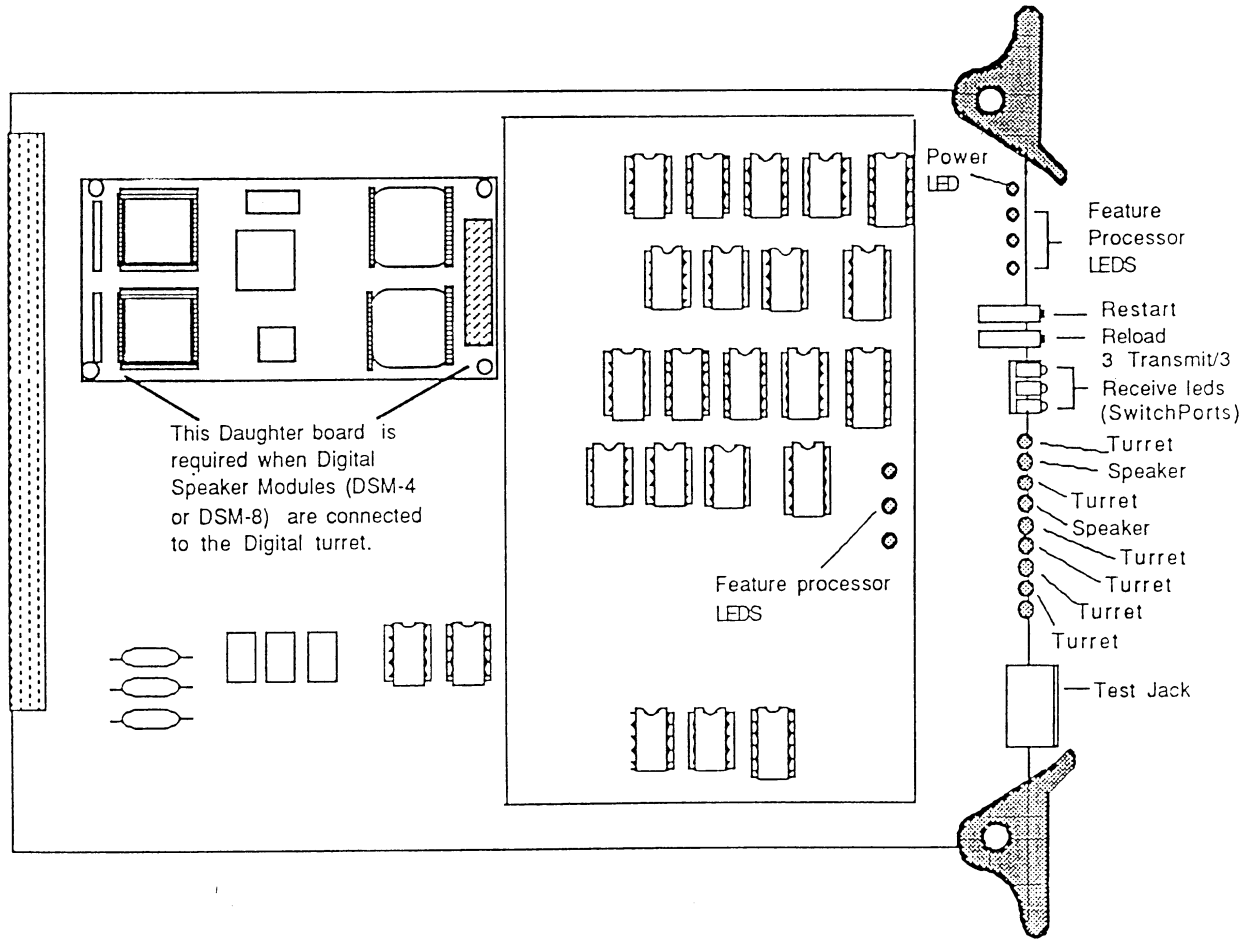 Power
LED
Feature
Processor
LEDS
Restart
Reload
3 Transmit/3
Receive leds
(SwitchPorts)
Turret
Speaker
Turret
Speaker
Turret
Turret
Turret
Turret
Test Jack
This Daughter board is
required when Digital
Speaker Modules (DSM-4
or DSM-8) are connected
to the Digital turret.
Feature processor
LEDS